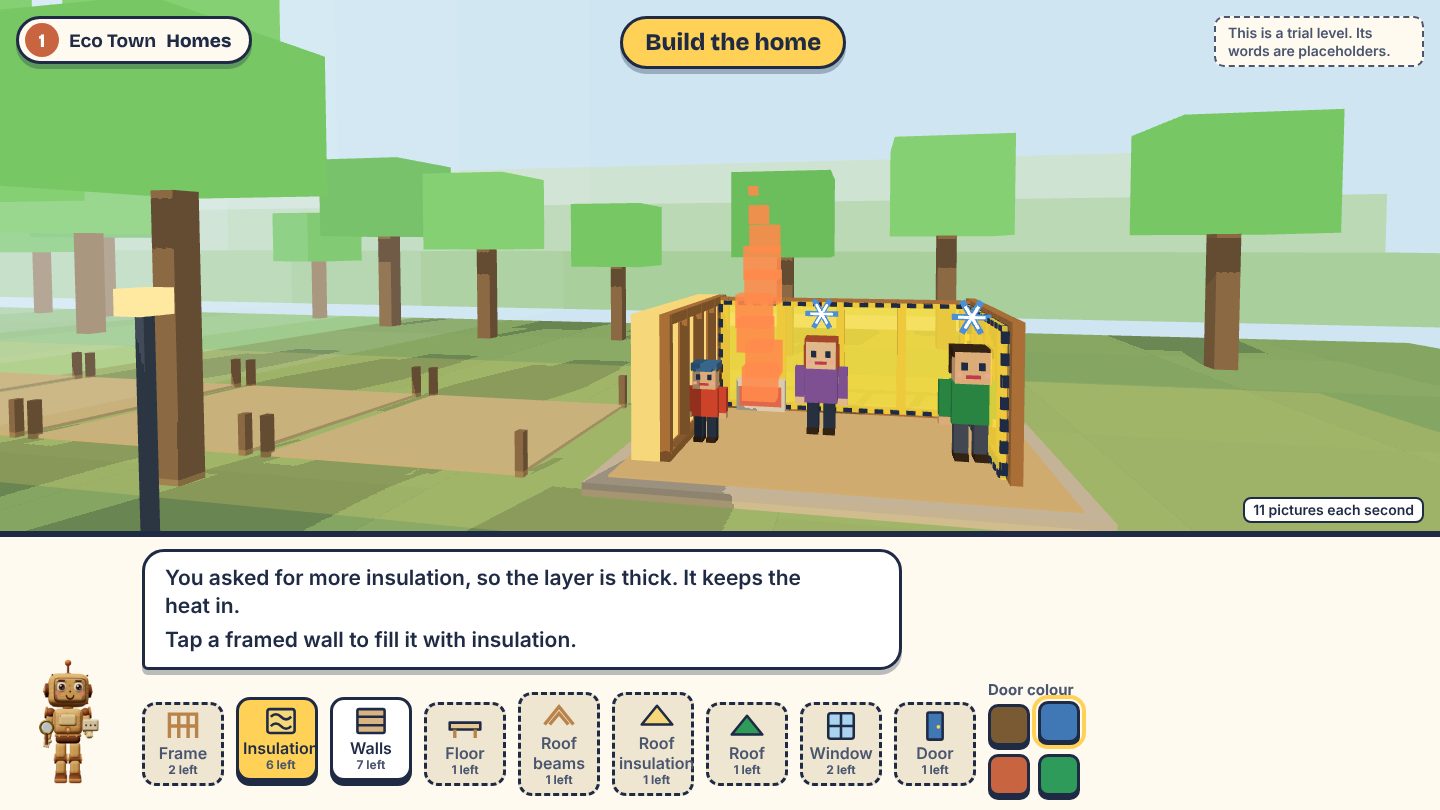 1 Eco Town Homes
Build the home
This is a trial level. Its
words are placeholders.
11 pictures each second
You asked for more insulation, so the layer is thick. It keeps the
heat in.
Tap a framed wall to fill it with insulation.
Door colour
Frame
2 left
Insulation
6 left
Walls
7 left
Floor
1 left
Roof
beams
1 left
Roof
insulation
1 left
Roof
1 left
Window
2 left
Door
1 left